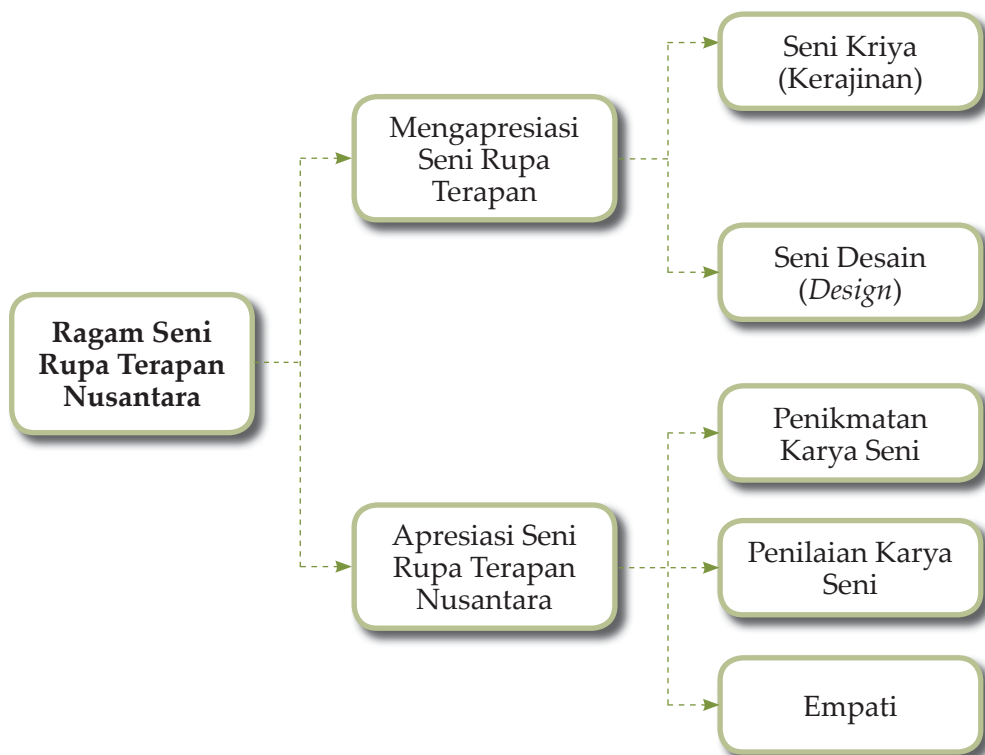 Ragam Seni
Rupa Terapan
Nusantara
Mengapresiasi
Seni Rupa
Terapan
Seni Kriya
(Kerajinan)
Seni Desain
(Design)
Apresiasi Seni
Rupa Terapan
Nusantara
Penikmatan
Karya Seni
Penilaian Karya
Seni
Empati